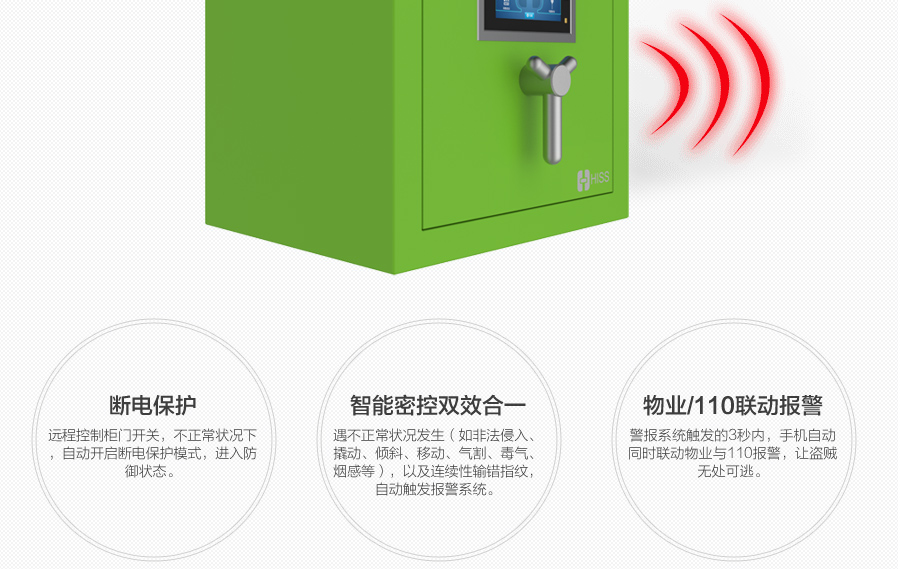 HISS
断电保护
远程控制柜门开关，不正常状况下
，自动开启断电保护模式，进入防
御状态。
智能密控双效合一
遇不正常状况发生（如非法侵入、
撬动、倾斜、移动、气割、毒气、
烟感等），以及连续性输错指纹，
自动触发报警系统。
物业/110联动报警
警报系统触发的3秒内，手机自动
同时联动物业与110报警，让盗贼
无处可逃。